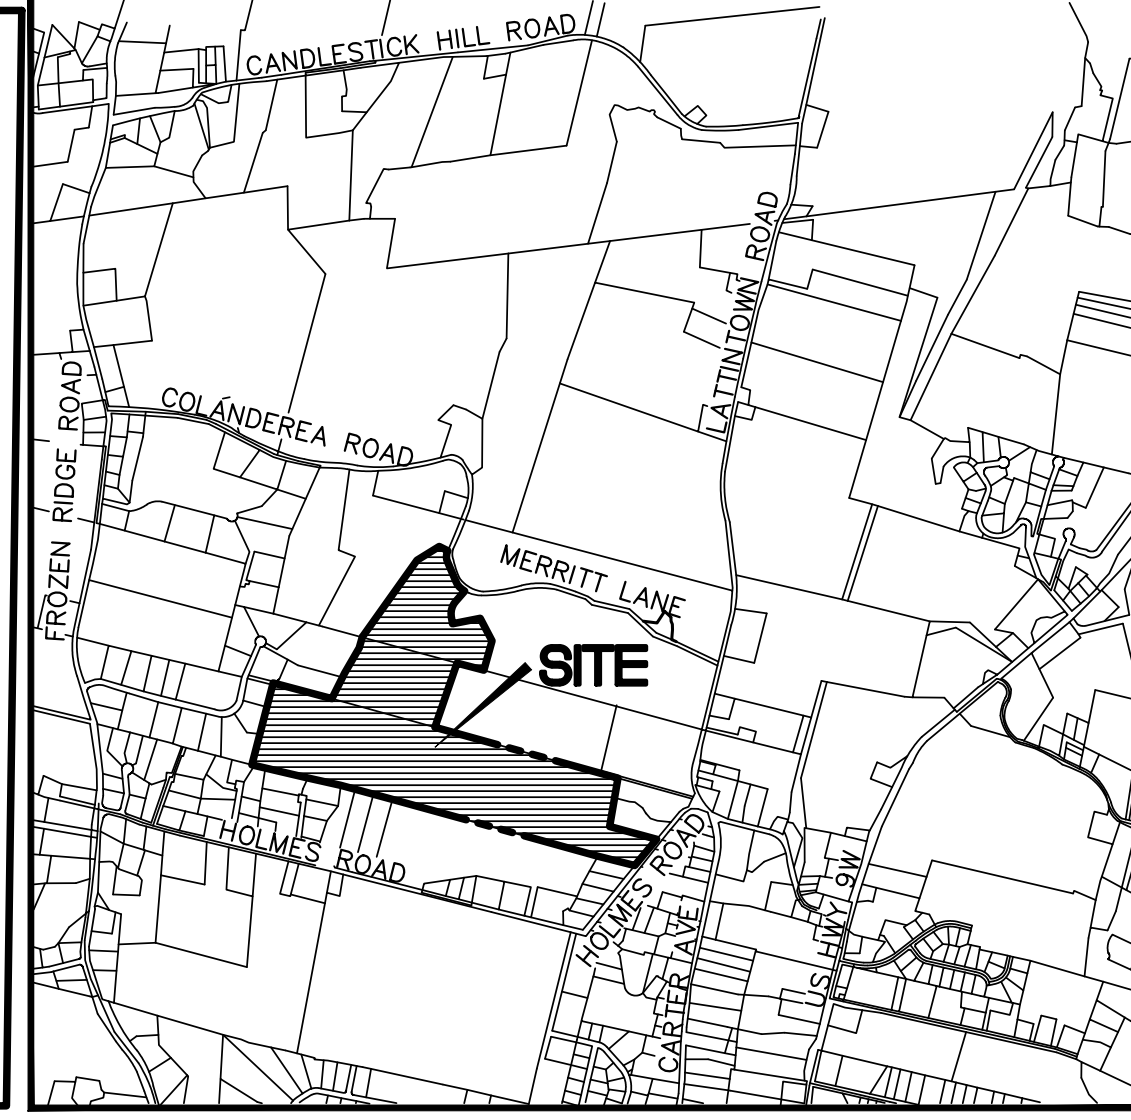 CANDLESTICK HILL ROAD
LATTINTOWN ROAD
COLANDEREA ROAD
FROZEN RIDGE ROAD
MERRITT LANE
SITE
HOLMES ROAD
HOLMES ROAD
CARTER AVE
US HWY 9W